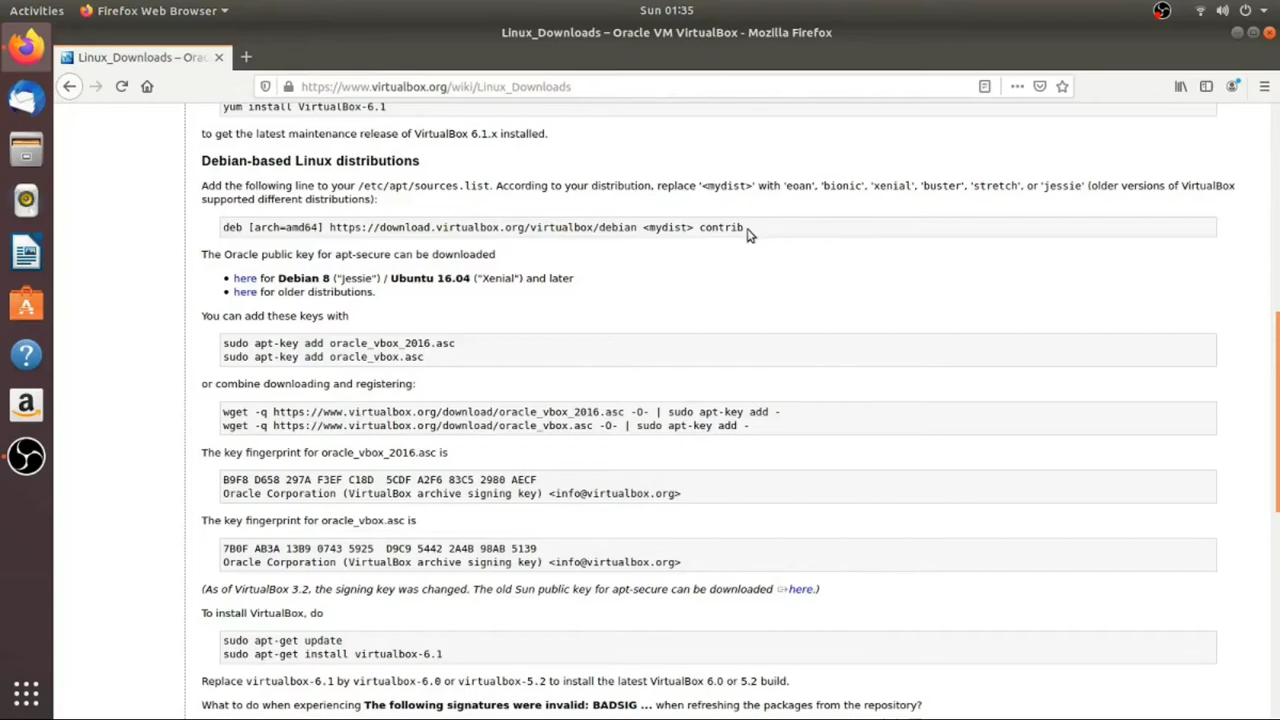 Activities Firefox Web Browser Sun 01:35
Linux_Downloads – Oracle VM VirtualBox - Mozilla Firefox
Linux_Downloads – Orac
https://www.virtualbox.org/wiki/Linux_Downloads
yum install VirtualBox-6.1
to get the latest maintenance release of VirtualBox 6.1.x installed.
Debian-based Linux distributions
Add the following line to your /etc/apt/sources.list. According to your distribution, replace '<mydist>' with 'eoan', 'bionic', 'xenial', 'buster', 'stretch', or 'jessie' (older versions of VirtualBox
supported different distributions):
deb [arch=amd64] https://download.virtualbox.org/virtualbox/debian <mydist> contrib
The Oracle public key for apt-secure can be downloaded
• here for Debian 8 ("Jessie") / Ubuntu 16.04 ("Xenial") and later
• here for older distributions.
You can add these keys with
sudo apt-key add oracle_vbox_2016.asc
sudo apt-key add oracle_vbox.asc
or combine downloading and registering:
wget -q https://www.virtualbox.org/download/oracle_vbox_2016.asc -O- | sudo apt-key add -
wget -q https://www.virtualbox.org/download/oracle_vbox.asc -O- | sudo apt-key add -
The key fingerprint for oracle_vbox_2016.asc is
B9F8 D658 297A F3EF C18D  5CDF A2F6 83C5 2980 AECF
Oracle Corporation (VirtualBox archive signing key) <info@virtualbox.org>
The key fingerprint for oracle_vbox.asc is
7B0F AB3A 13B9 0743 5925  D9C9 5442 2A4B 98AB 5139
Oracle Corporation (VirtualBox archive signing key) <info@virtualbox.org>
(As of VirtualBox 3.2, the signing key was changed. The old Sun public key for apt-secure can be downloaded here.)
To install VirtualBox, do
sudo apt-get update
sudo apt-get install virtualbox-6.1
Replace virtualbox-6.1 by virtualbox-6.0 or virtualbox-5.2 to install the latest VirtualBox 6.0 or 5.2 build.
What to do when experiencing The following signatures were invalid: BADSIG ... when refreshing the packages from the repository?